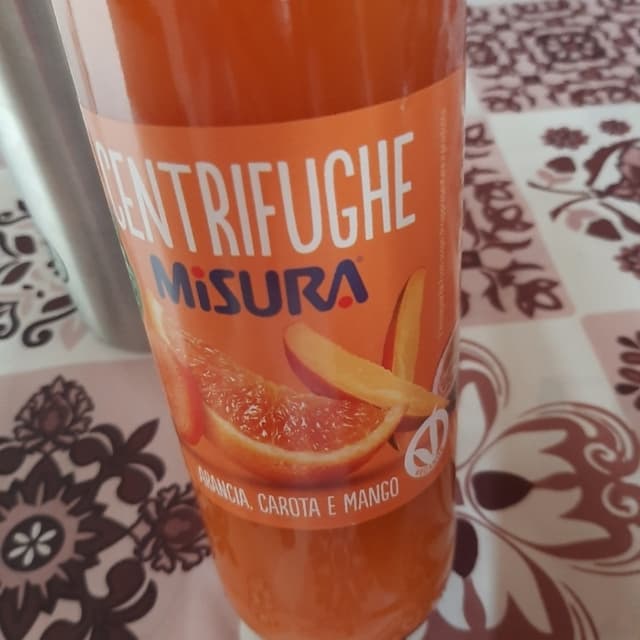 CENTRIFUGHE
MiSURA
ARANCIA, CAROTA E MANGO